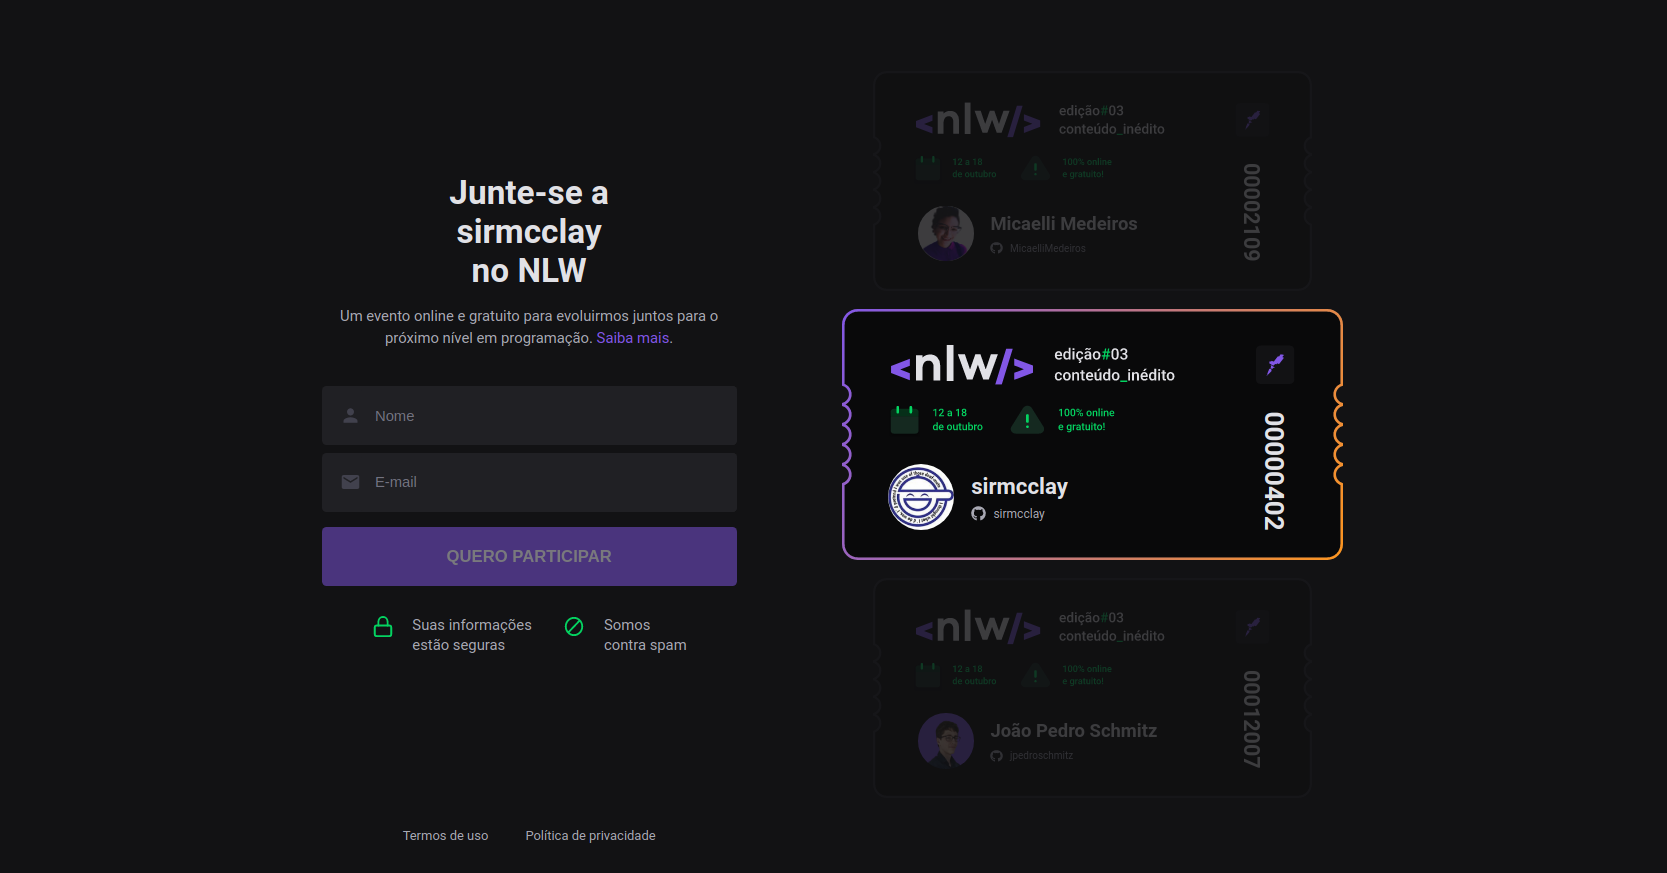 Junte-se a
sirmcclay
no NLW
Um evento online e gratuito para evoluirmos juntos para o
próximo nível em programação. Saiba mais.
Nome
E-mail
QUERO PARTICIPAR
Suas informações
estão seguras
Somos
contra spam
Termos de uso
Política de privacidade
<nlw/>
edição#03
conteúdo_inédito
12 a 18
de outubro
100% online
e gratuito!
Micaelli Medeiros
MicaelliMedeiros
00002109
<nlw/>
edição#03
conteúdo_inédito
12 a 18
de outubro
100% online
e gratuito!
sirmcclay
sirmcclay
00000402
<nlw/>
edição#03
conteúdo_inédito
12 a 18
de outubro
100% online
e gratuito!
João Pedro Schmitz
jpedroschmitz
00012007